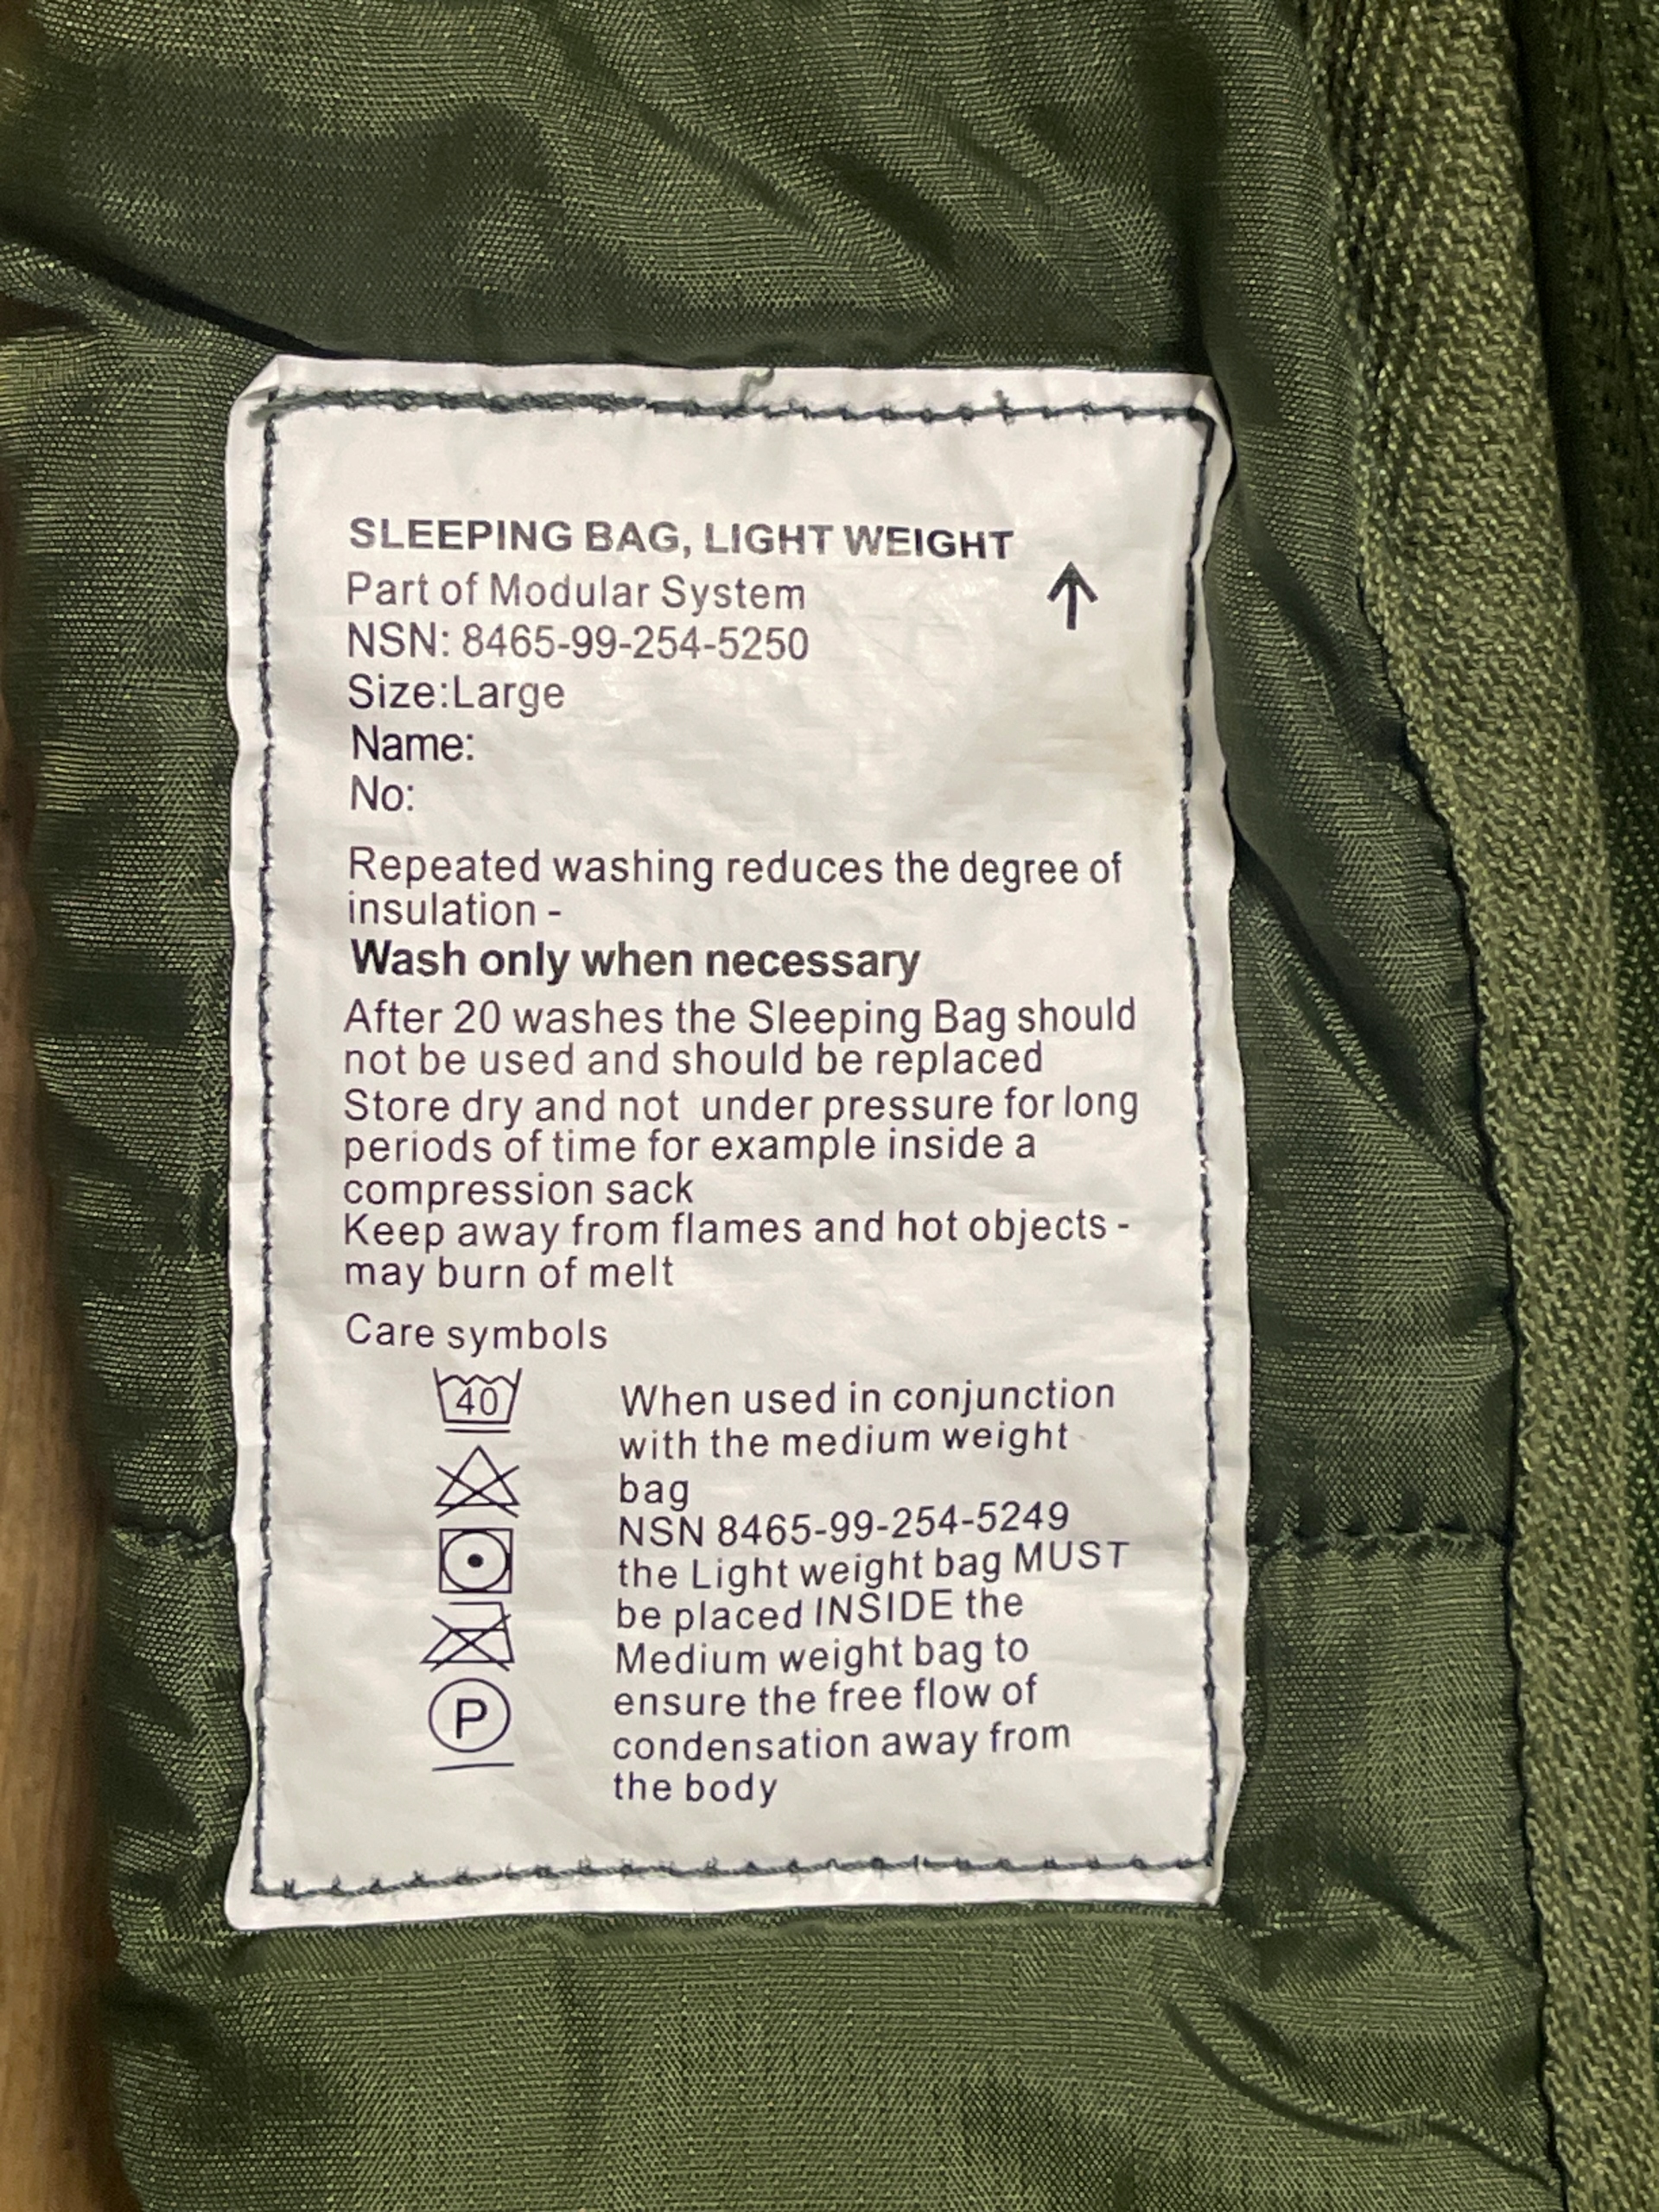 SLEEPING BAG, LIGHT WEIGHT
Part of Modular System
NSN: 8465-99-254-5250
Size:Large
Name:
No:
Repeated washing reduces the degree of
insulation -
Wash only when necessary
After 20 washes the Sleeping Bag should
not be used and should be replaced
Store dry and not under pressure for long
periods of time for example inside a
compression sack
Keep away from flames and hot objects -
may burn of melt
Care symbols
40
P
When used in conjunction
with the medium weight
bag
NSN 8465-99-254-5249
the Light weight bag MUST
be placed INSIDE the
Medium weight bag to
ensure the free flow of
condensation away from
the body